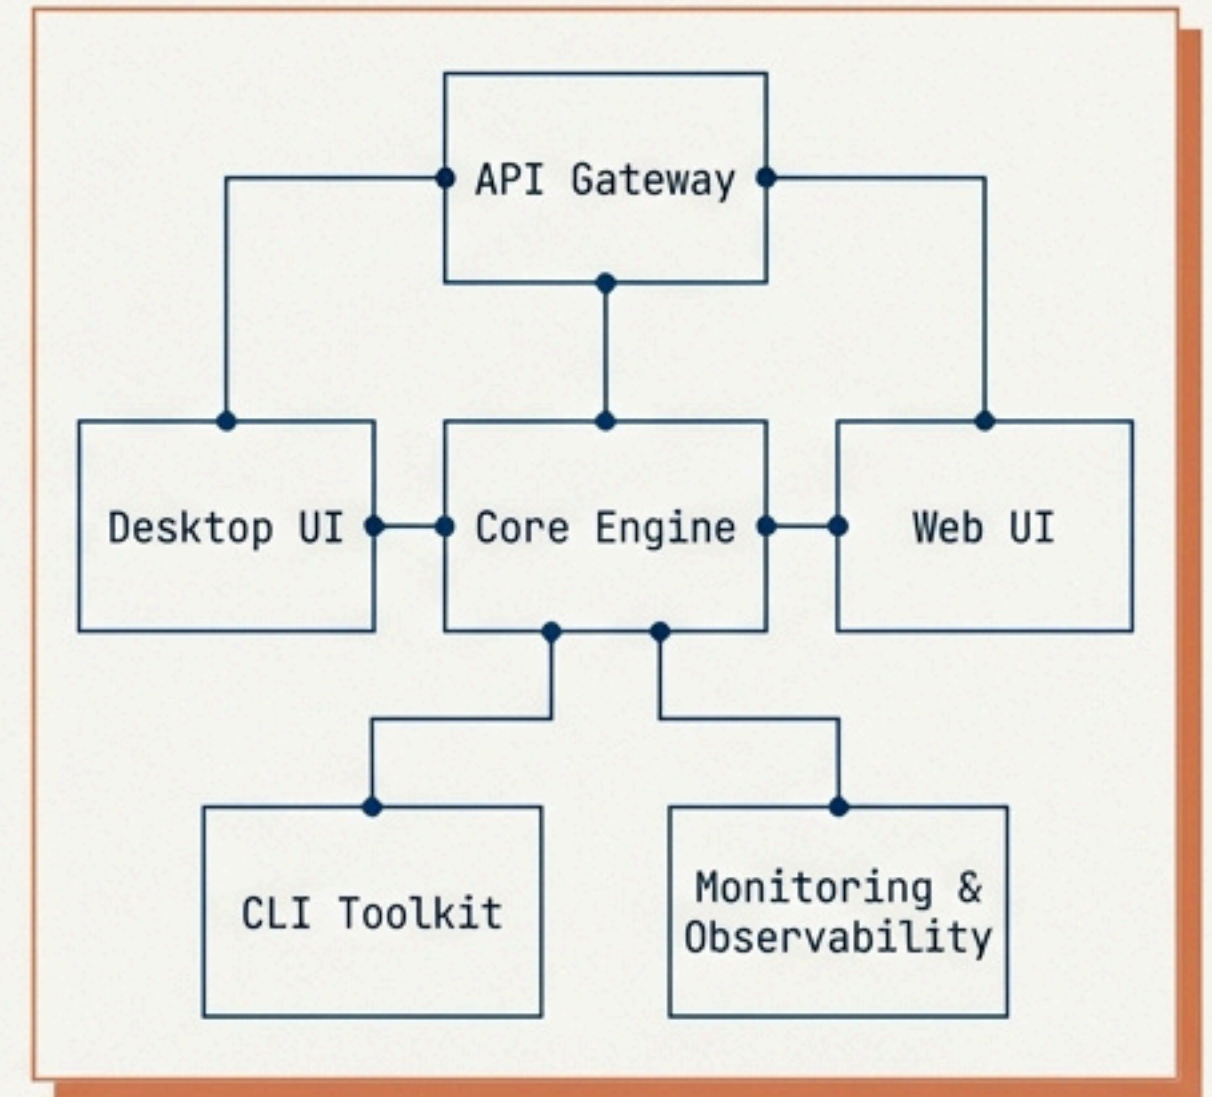 API Gateway
Desktop UI
Core Engine
Web UI
CLI Toolkit
Monitoring &
Observability